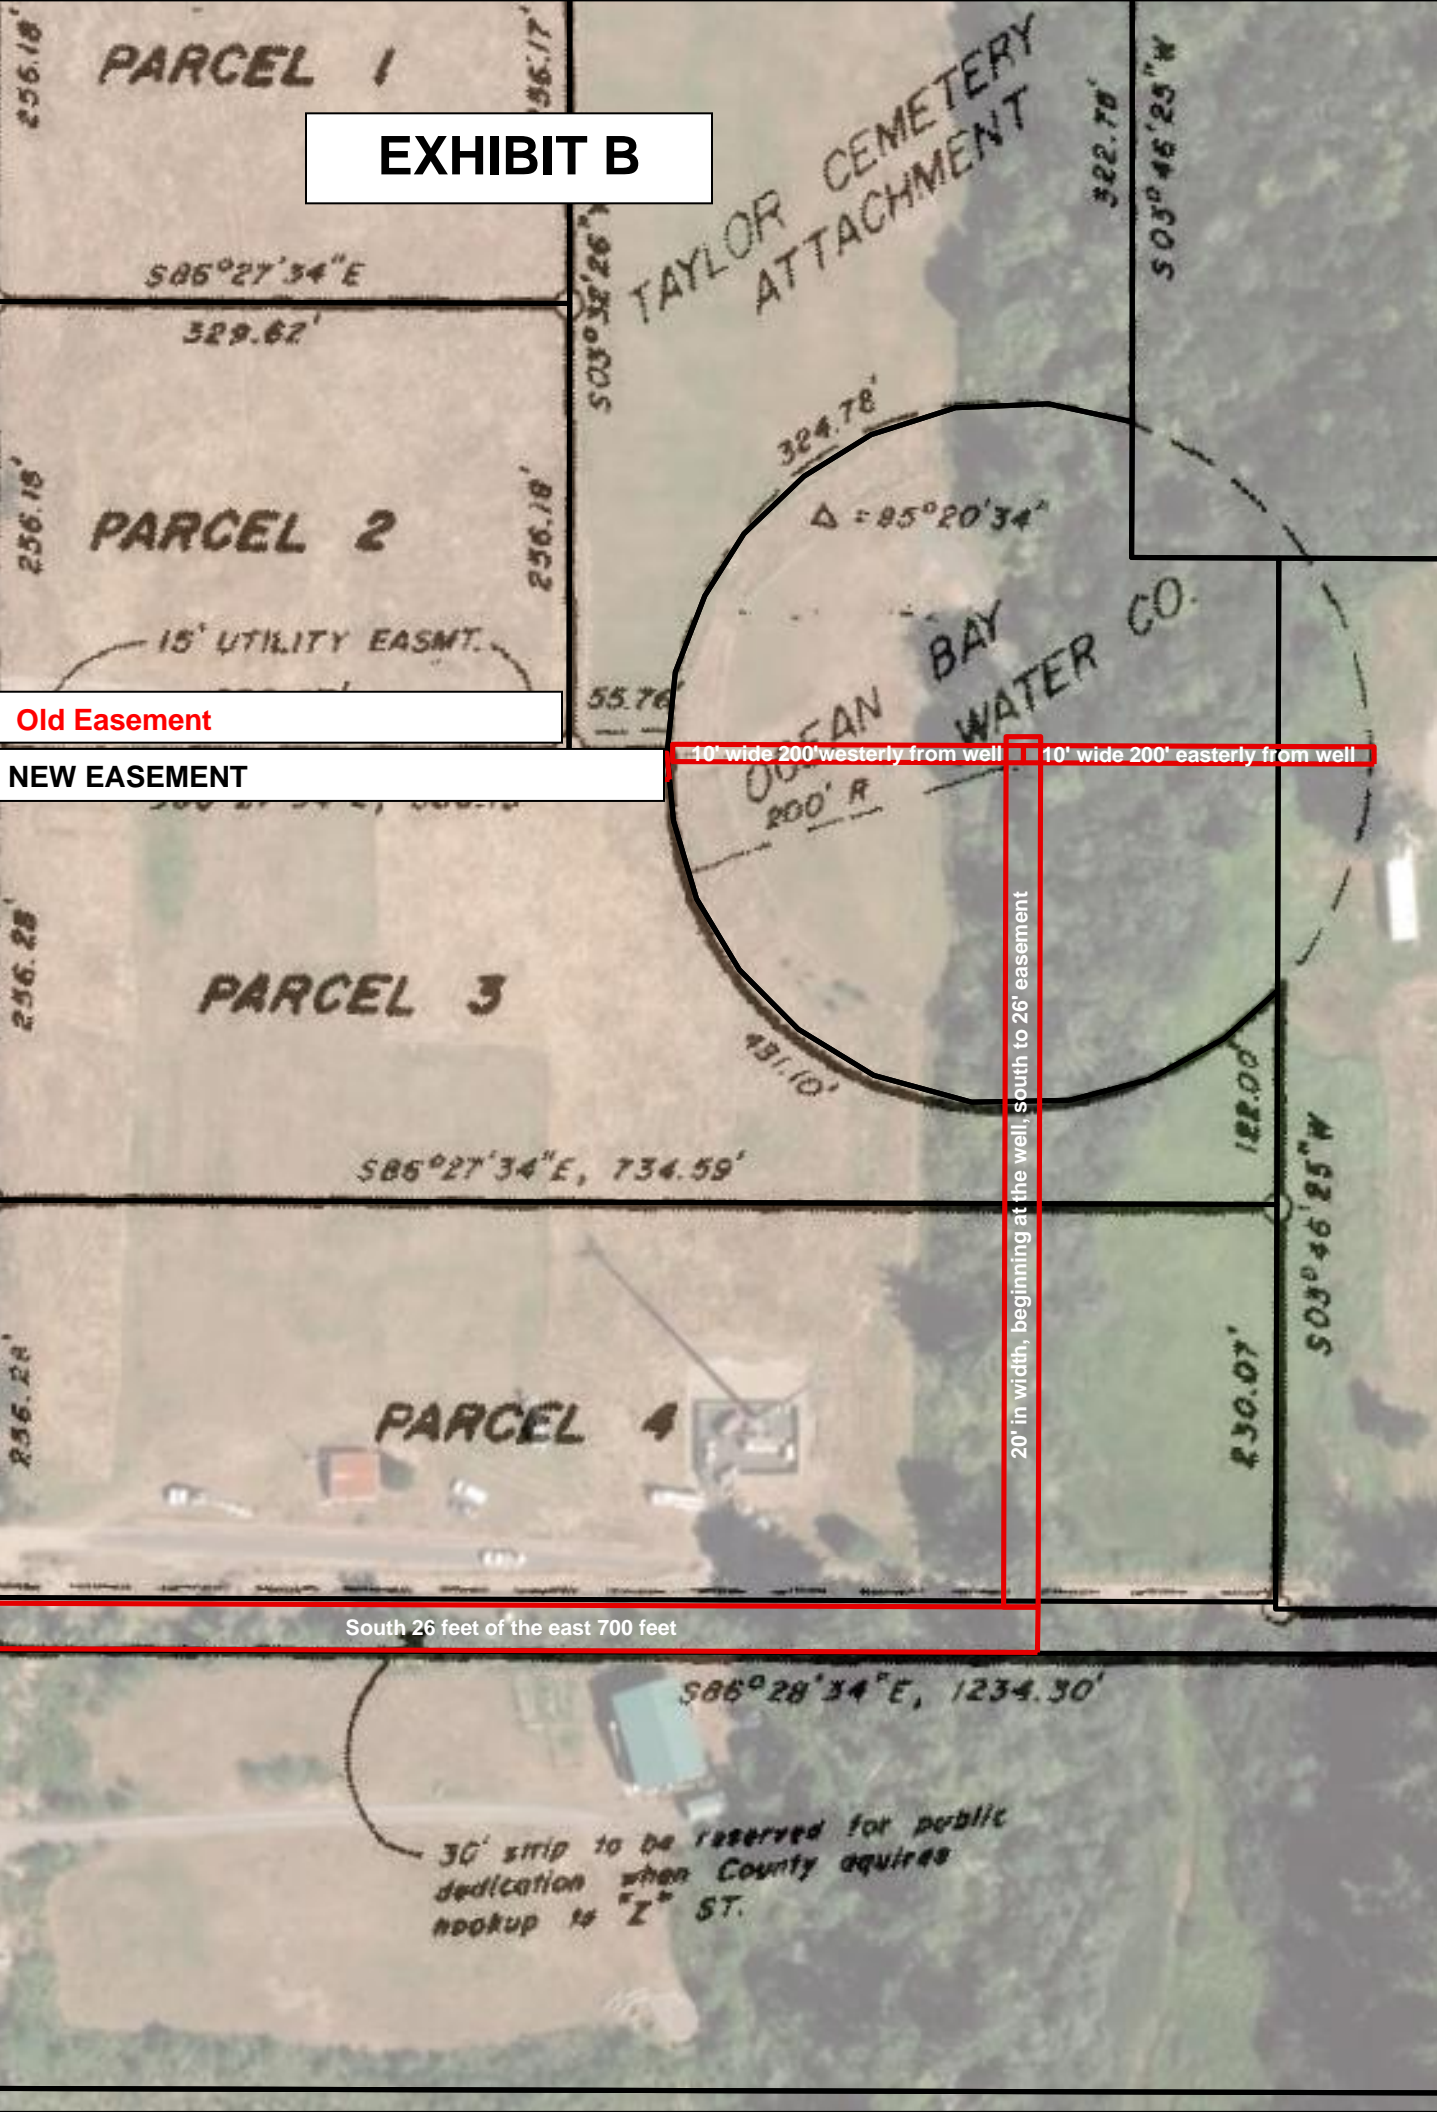 256.18'
PARCEL 1
256.17'
EXHIBIT B
TAYLOR CEMETERY
ATTACHMENT
322.78'
S03°46'25"W
S86°27'34"E
329.62'
S03°32'26"
256.18'
PARCEL 2
256.18'
15' UTILITY EASMT.
324.78'
Δ = 85°20'34"
OCEAN BAY
WATER CO.
55.76'
Old Easement
NEW EASEMENT
10' wide 200'westerly from well
10' wide 200' easterly from well
200' R
256.28'
PARCEL 3
431.10'
20' in width, beginning at the well, south to 26' easement
122.00'
S86°27'34"E, 734.59'
S03°46'25"W
256.28'
PARCEL 4
230.07'
South 26 feet of the east 700 feet
S86°28'34"E, 1234.30'
30' strip to be reserved for public
dedication when County aquires
hookup to "Z" ST.